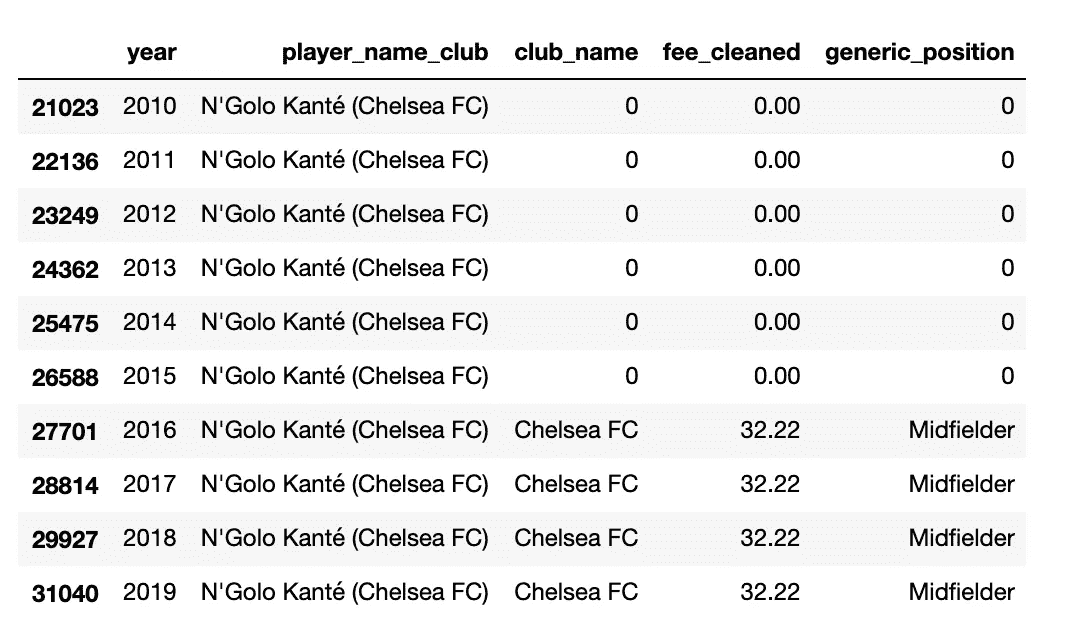 year player_name_club club_name fee_cleaned generic_position
21023 2010 N'Golo Kanté (Chelsea FC) 0 0.00 0
22136 2011 N'Golo Kanté (Chelsea FC) 0 0.00 0
23249 2012 N'Golo Kanté (Chelsea FC) 0 0.00 0
24362 2013 N'Golo Kanté (Chelsea FC) 0 0.00 0
25475 2014 N'Golo Kanté (Chelsea FC) 0 0.00 0
26588 2015 N'Golo Kanté (Chelsea FC) 0 0.00 0
27701 2016 N'Golo Kanté (Chelsea FC) Chelsea FC 32.22 Midfielder
28814 2017 N'Golo Kanté (Chelsea FC) Chelsea FC 32.22 Midfielder
29927 2018 N'Golo Kanté (Chelsea FC) Chelsea FC 32.22 Midfielder
31040 2019 N'Golo Kanté (Chelsea FC) Chelsea FC 32.22 Midfielder